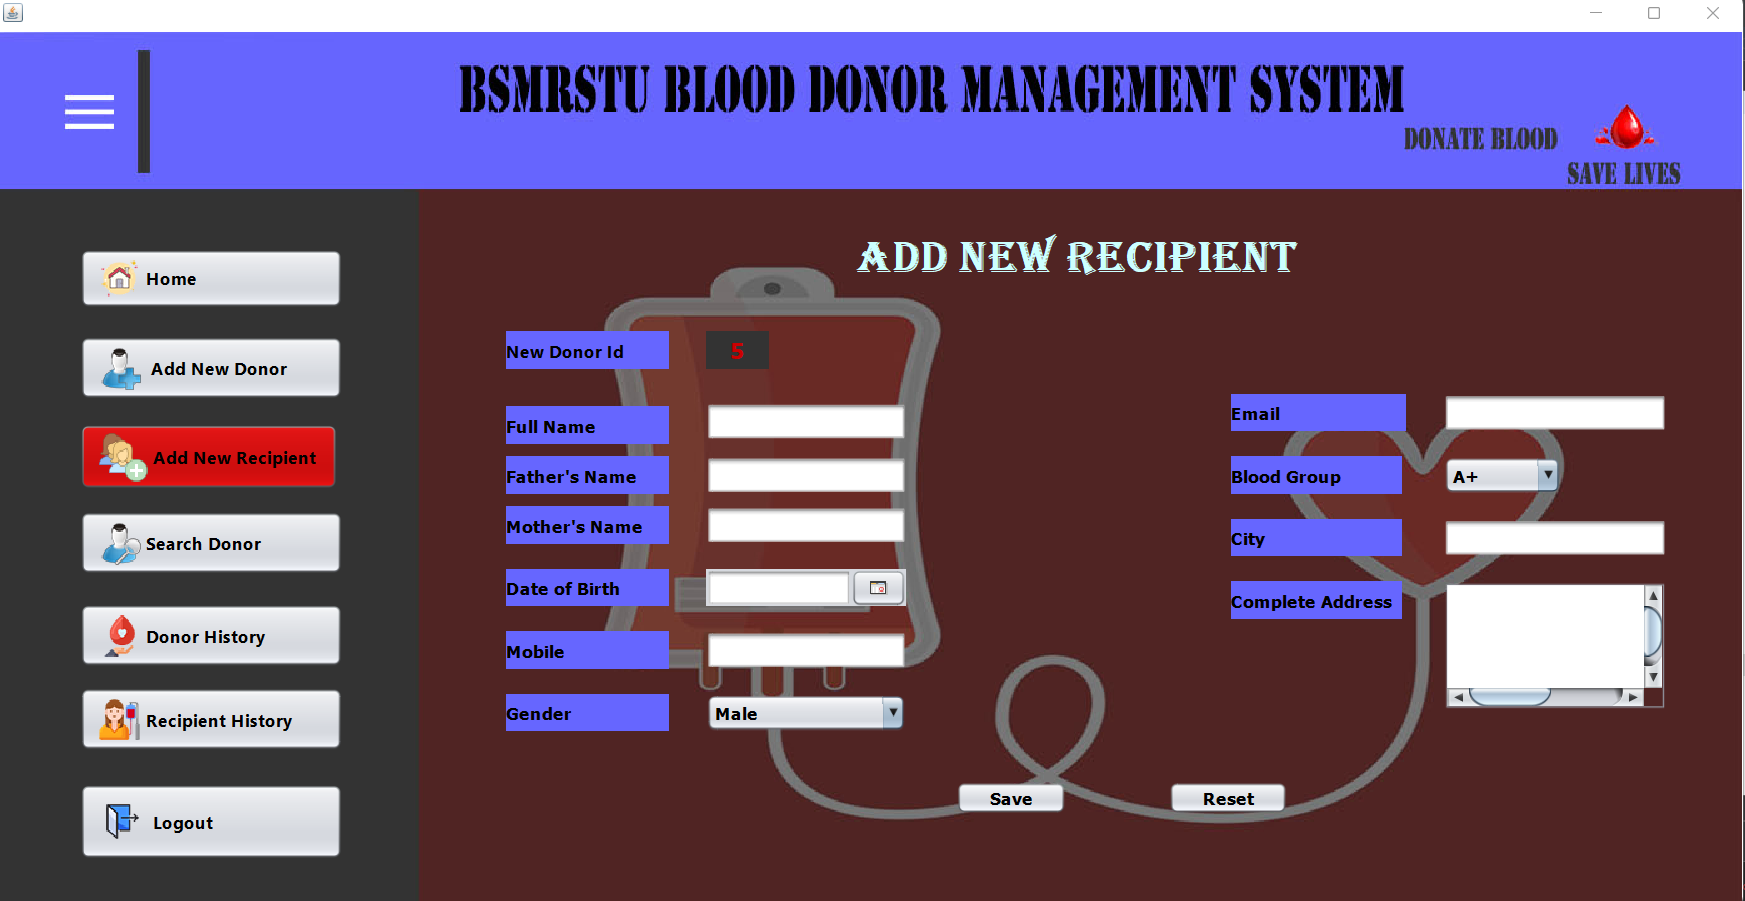 BSMRSTU BLOOD DONOR MANAGEMENT SYSTEM
DONATE BLOOD
SAVE LIVES
Home
Add New Donor
Add New Recipient
Search Donor
Donor History
Recipient History
Logout
ADD NEW RECIPIENT
New Donor Id 5
Full Name
Father's Name
Mother's Name
Date of Birth
Mobile
Gender Male
Email
Blood Group A+
City
Complete Address
Save Reset